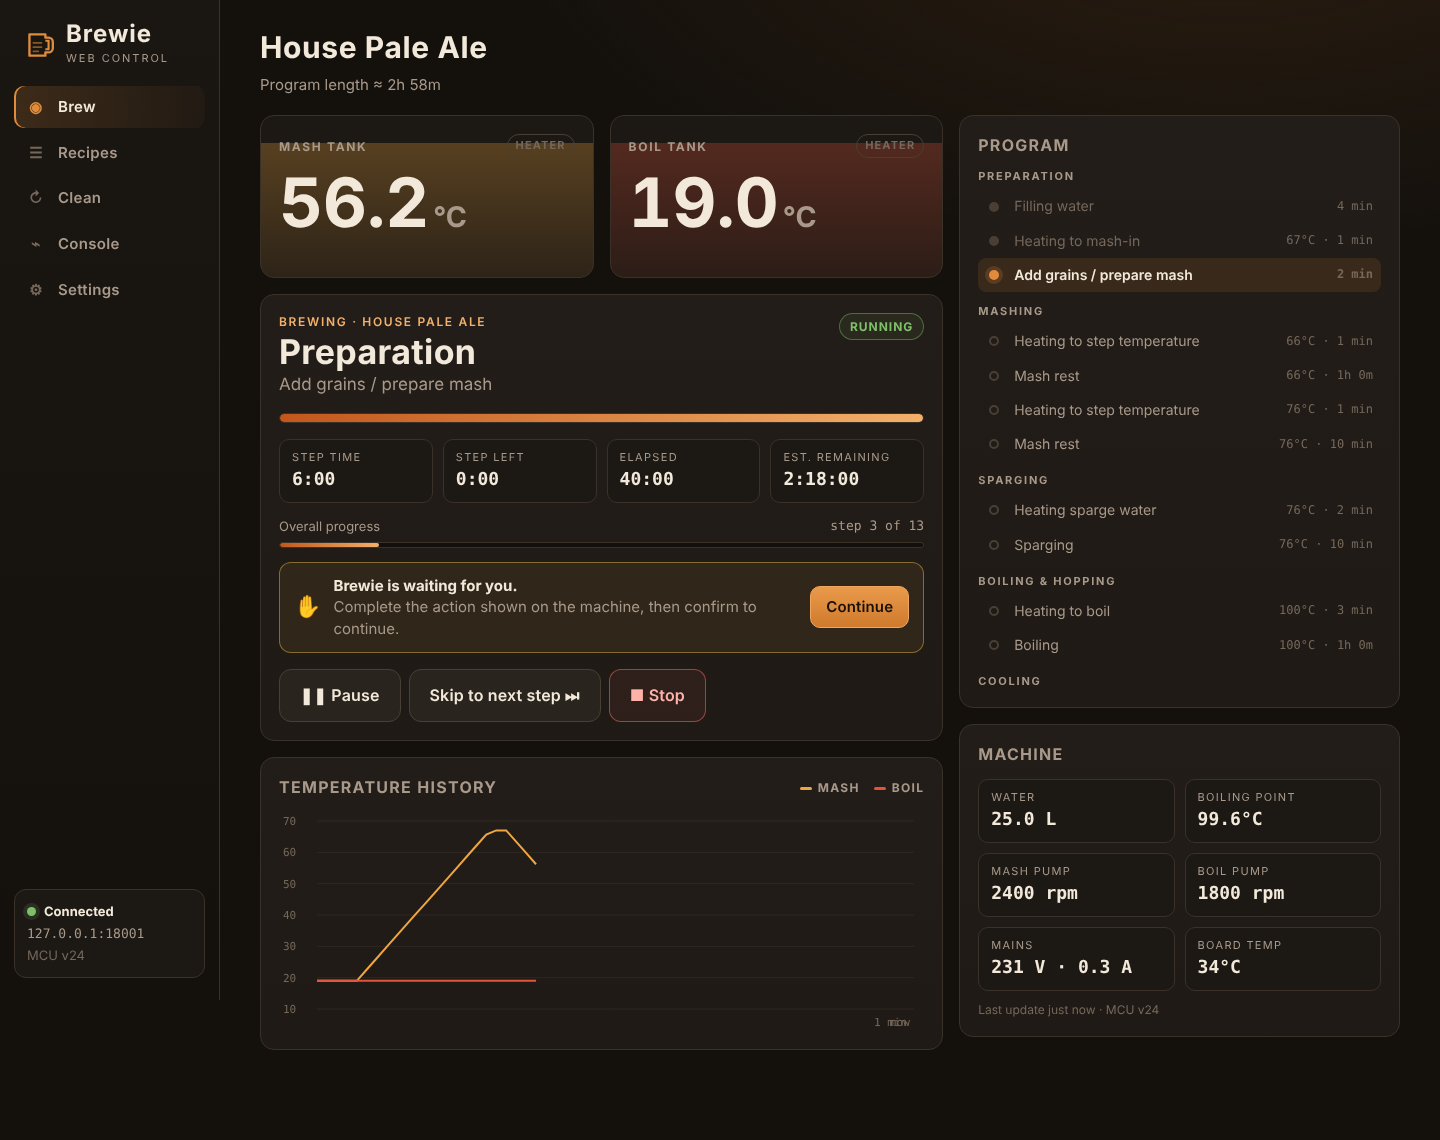 Brewie
WEB CONTROL
Brew
Recipes
Clean
Console
Settings
Connected
127.0.0.1:18001
MCU v24
House Pale Ale
Program length ≈ 2h 58m
MASH TANK
HEATER
56.2 °C
BOIL TANK
HEATER
19.0 °C
BREWING · HOUSE PALE ALE
RUNNING
Preparation
Add grains / prepare mash
STEP TIME
6:00
STEP LEFT
0:00
ELAPSED
40:00
EST. REMAINING
2:18:00
Overall progress
step 3 of 13
Brewie is waiting for you.
Complete the action shown on the machine, then confirm to
continue.
Continue
Pause
Skip to next step
Stop
TEMPERATURE HISTORY
MASH
BOIL
70
60
50
40
30
20
10
1 min
now
PROGRAM
PREPARATION
Filling water 4 min
Heating to mash-in 67°C · 1 min
Add grains / prepare mash 2 min
MASHING
Heating to step temperature 66°C · 1 min
Mash rest 66°C · 1h 0m
Heating to step temperature 76°C · 1 min
Mash rest 76°C · 10 min
SPARGING
Heating sparge water 76°C · 2 min
Sparging 76°C · 10 min
BOILING & HOPPING
Heating to boil 100°C · 3 min
Boiling 100°C · 1h 0m
COOLING
MACHINE
WATER
25.0 L
BOILING POINT
99.6°C
MASH PUMP
2400 rpm
BOIL PUMP
1800 rpm
MAINS
231 V · 0.3 A
BOARD TEMP
34°C
Last update just now · MCU v24